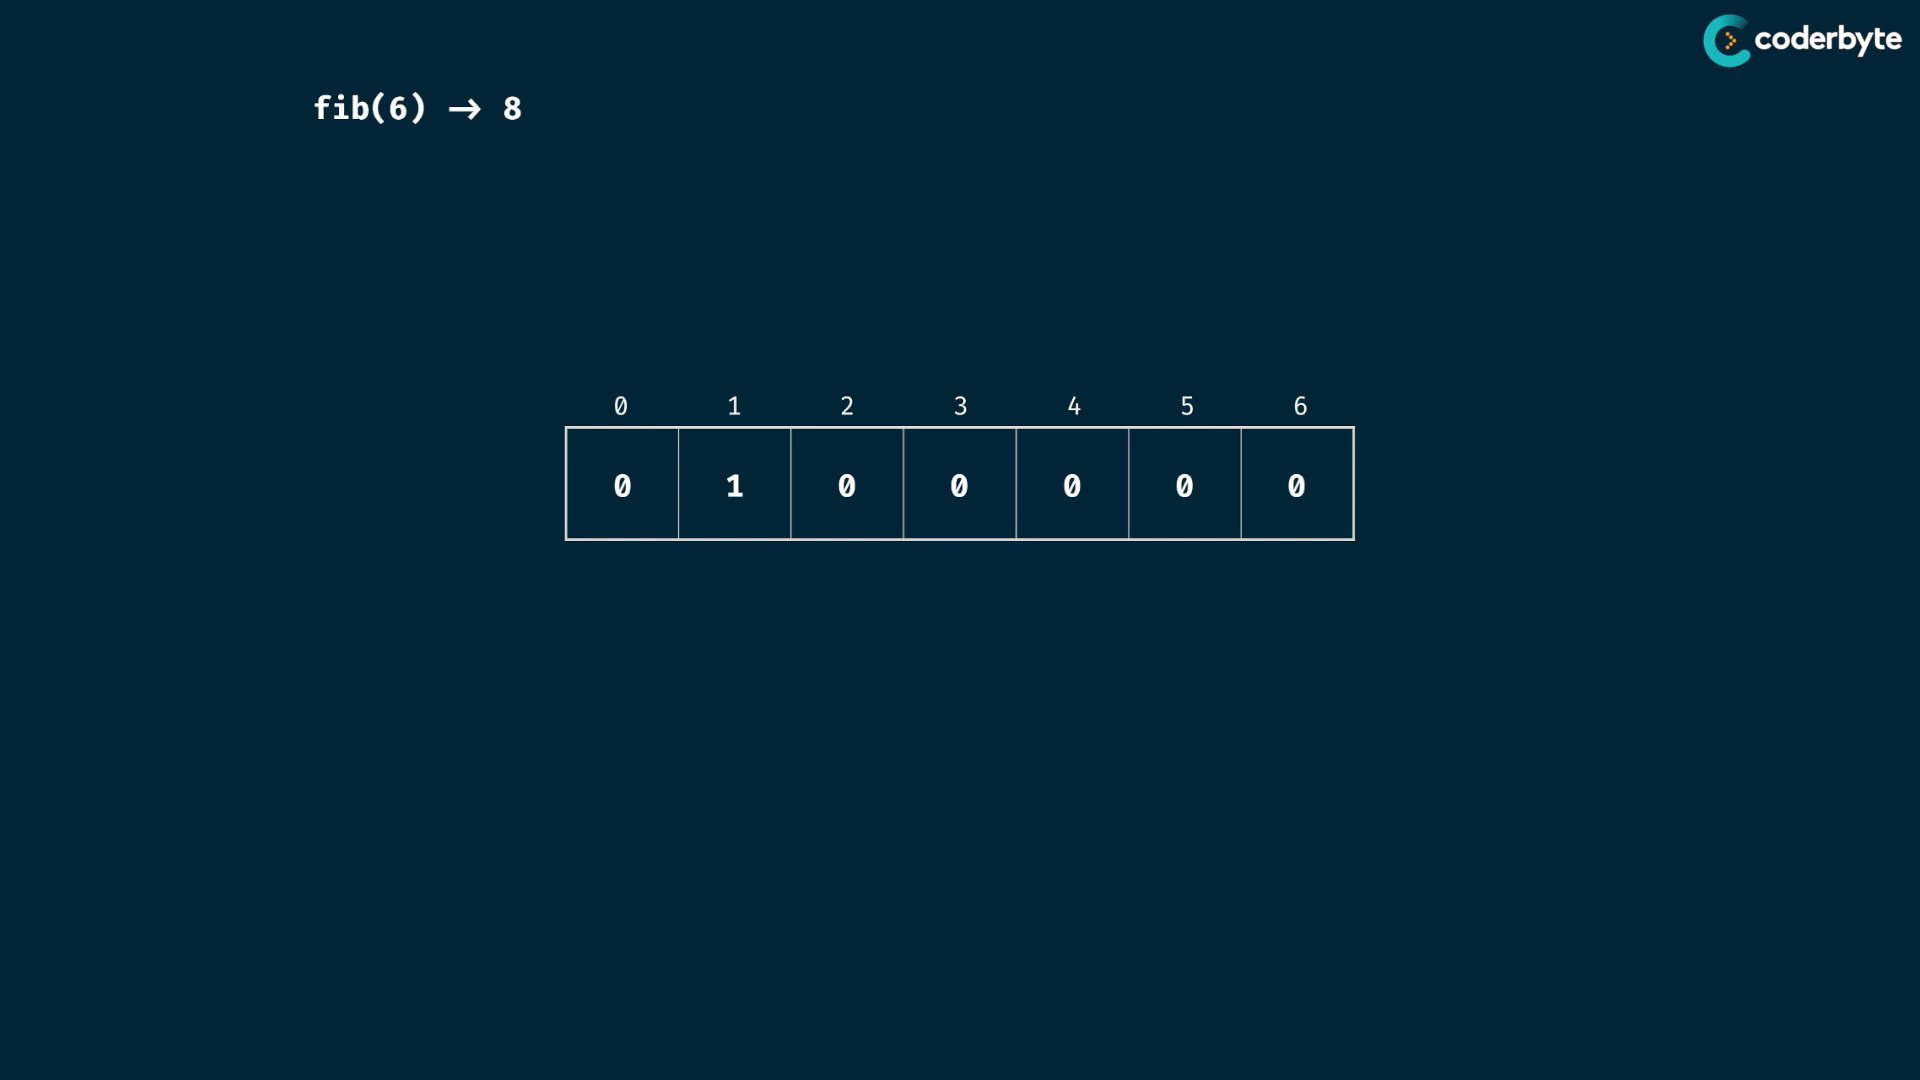 coderbyte
fib(6) → 8
0 1 2 3 4 5 6
0 1 0 0 0 0 0